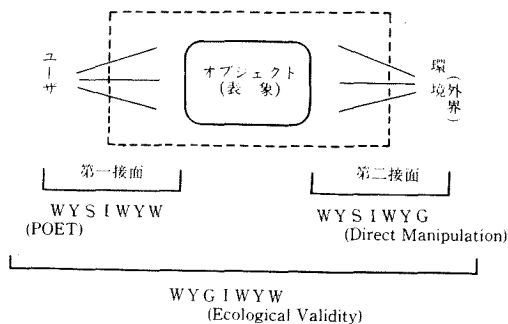 ユーザ
オブジェクト
(表 象)
環境
(外界)
第一接面
第二接面
WYSIWYW
(POET)
WYSIWYG
(Direct Manipulation)
WYGIWYW
(Ecological Validity)